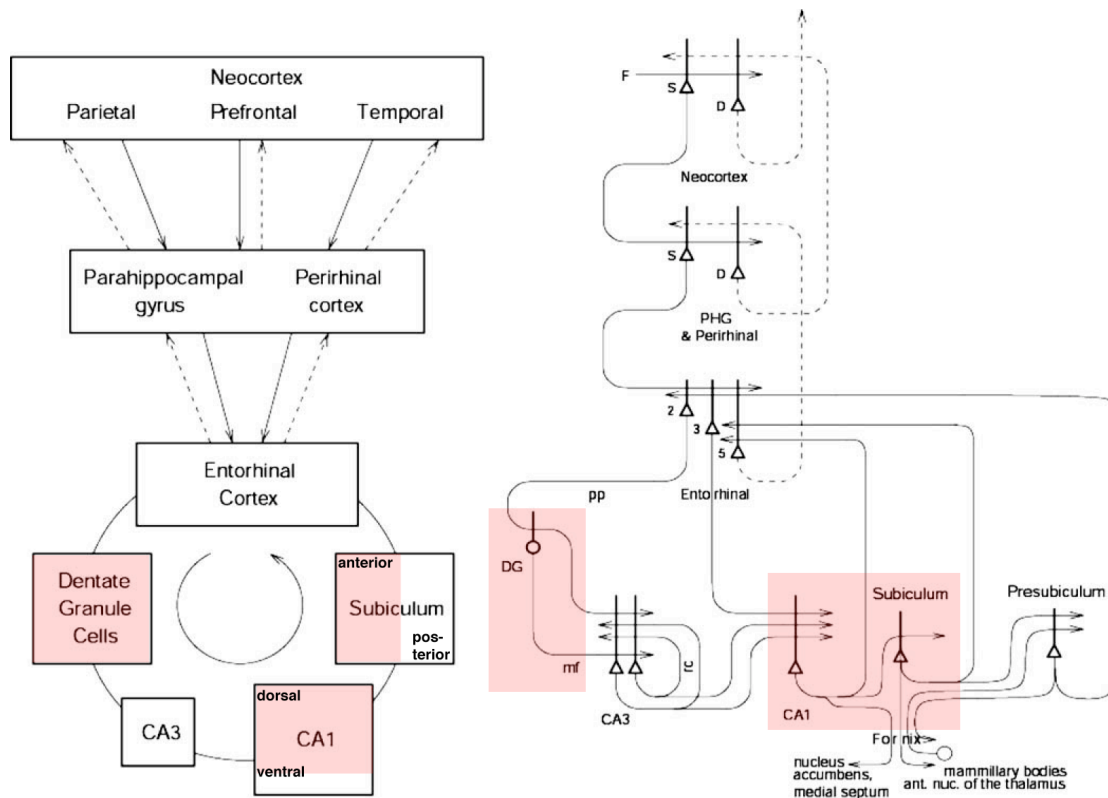 Neocortex
Parietal Prefrontal Temporal
Parahippocampal gyrus
Perirhinal cortex
Entorhinal
Cortex
Dentate
Granule
Cells
anterior
Subiculum
pos-
terior
CA3
dorsal
CA1
ventral
F
S
D
Neocortex
S
D
PHG
& Perirhinal
2
3
5
pp
Entorhinal
DG
Subiculum
Presubiculum
mf
rc
CA3
CA1
Fornix
nucleus
accumbens,
medial septum
mammillary bodies
ant. nuc. of the thalamus